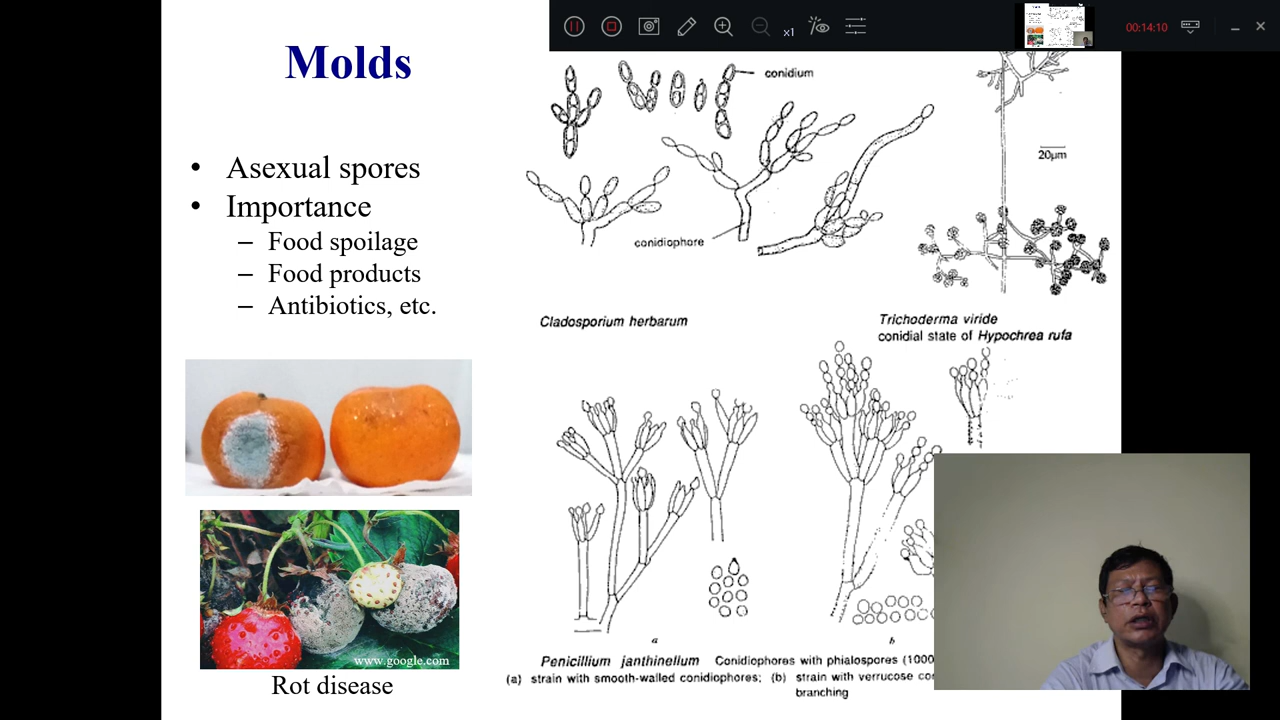 Molds
• Asexual spores
• Importance
– Food spoilage
– Food products
– Antibiotics, etc.
www.google.com
Rot disease
x1
00:14:10
conidium
conidiophore
20μm
Cladosporium herbarum
Trichoderma viride
conidial state of Hypochrea rufa
a
b
Penicillium janthinellum Conidiophores with phialospores (1000
(a) strain with smooth-walled conidiophores; (b) strain with verrucose co
branching